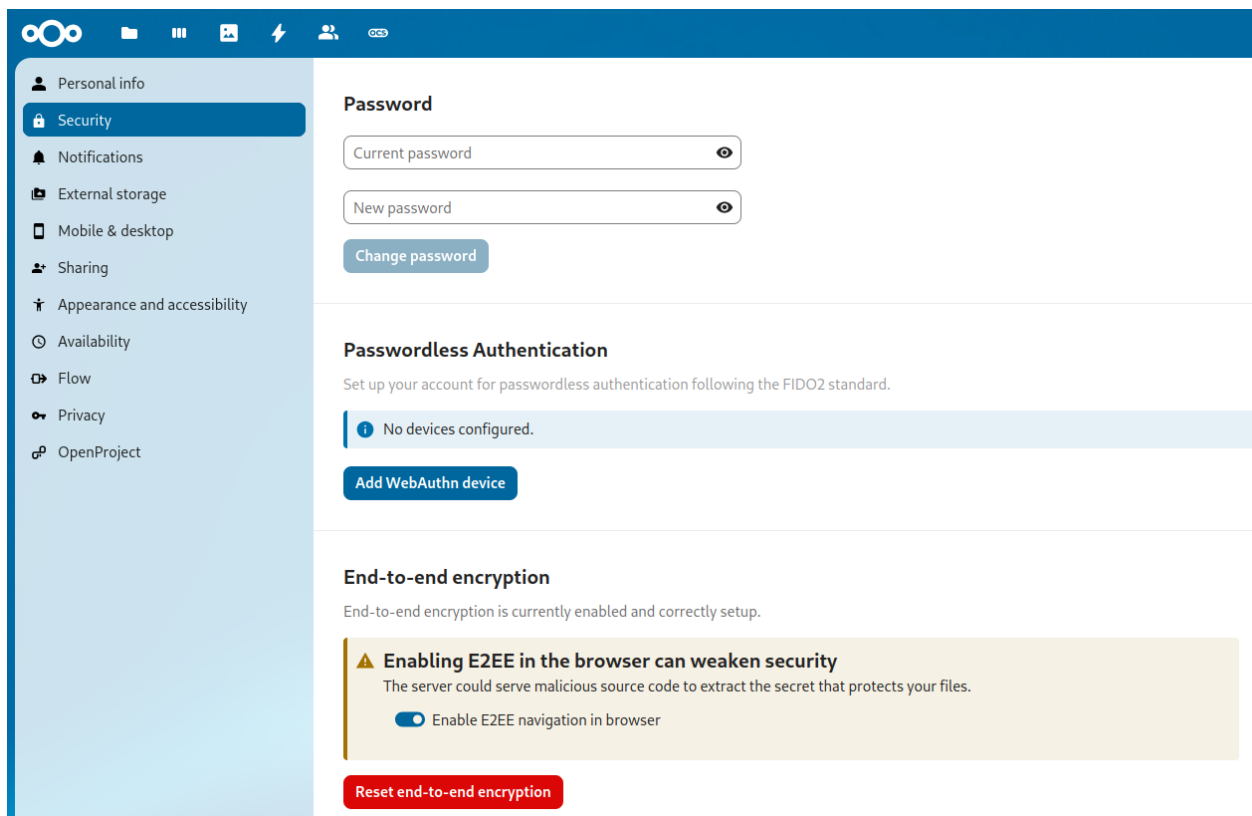 OCS
Personal info
Security
Notifications
External storage
Mobile & desktop
Sharing
Appearance and accessibility
Availability
Flow
Privacy
OpenProject
Password
Current password
New password
Change password
Passwordless Authentication
Set up your account for passwordless authentication following the FIDO2 standard.
No devices configured.
Add WebAuthn device
End-to-end encryption
End-to-end encryption is currently enabled and correctly setup.
Enabling E2EE in the browser can weaken security
The server could serve malicious source code to extract the secret that protects your files.
Enable E2EE navigation in browser
Reset end-to-end encryption